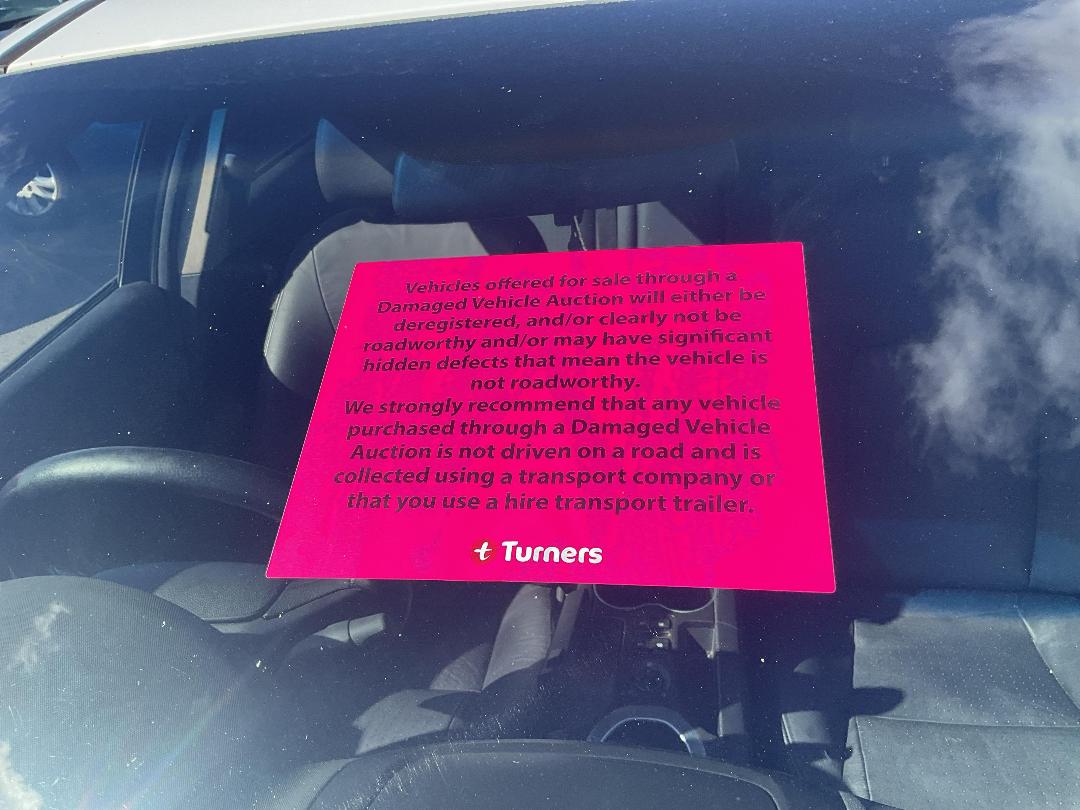 Vehicles offered for sale through a
Damaged Vehicle Auction will either be
deregistered, and/or clearly not be
roadworthy and/or may have significant
hidden defects that mean the vehicle is
not roadworthy.
We strongly recommend that any vehicle
purchased through a Damaged Vehicle
Auction is not driven on a road and is
collected using a transport company or
that you use a hire transport trailer.
t Turners